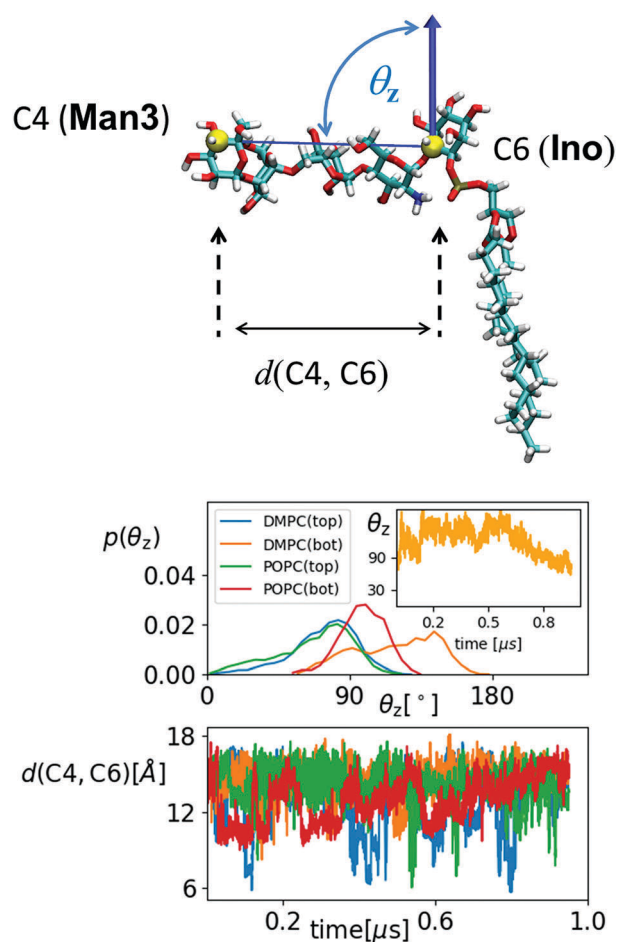 θz
C4 (Man3)
C6 (Ino)
d(C4, C6)
p(θz)
0.04
0.02
0.00
DMPC(top)
DMPC(bot)
POPC(top)
POPC(bot)
θz
90
30
0.2 0.5 0.8
time [μs]
0 90 180
θz[°]
d(C4, C6)[Å]
18
12
6
0.2 0.6 1.0
time[μs]